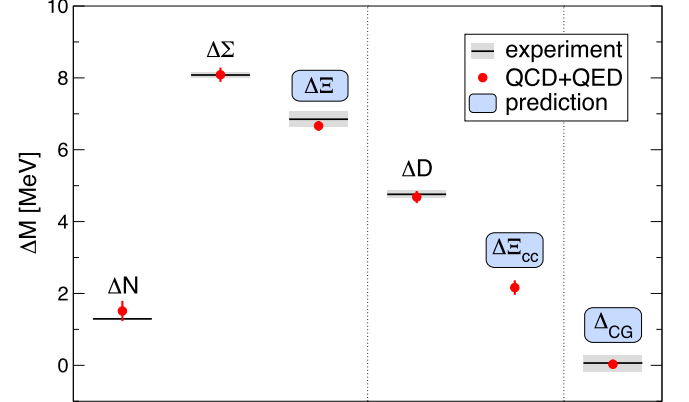 10
8
6
4
2
0
ΔM [MeV]
ΔN
ΔΣ
ΔΞ
ΔD
ΔΞcc
ΔCG
experiment
QCD+QED
prediction